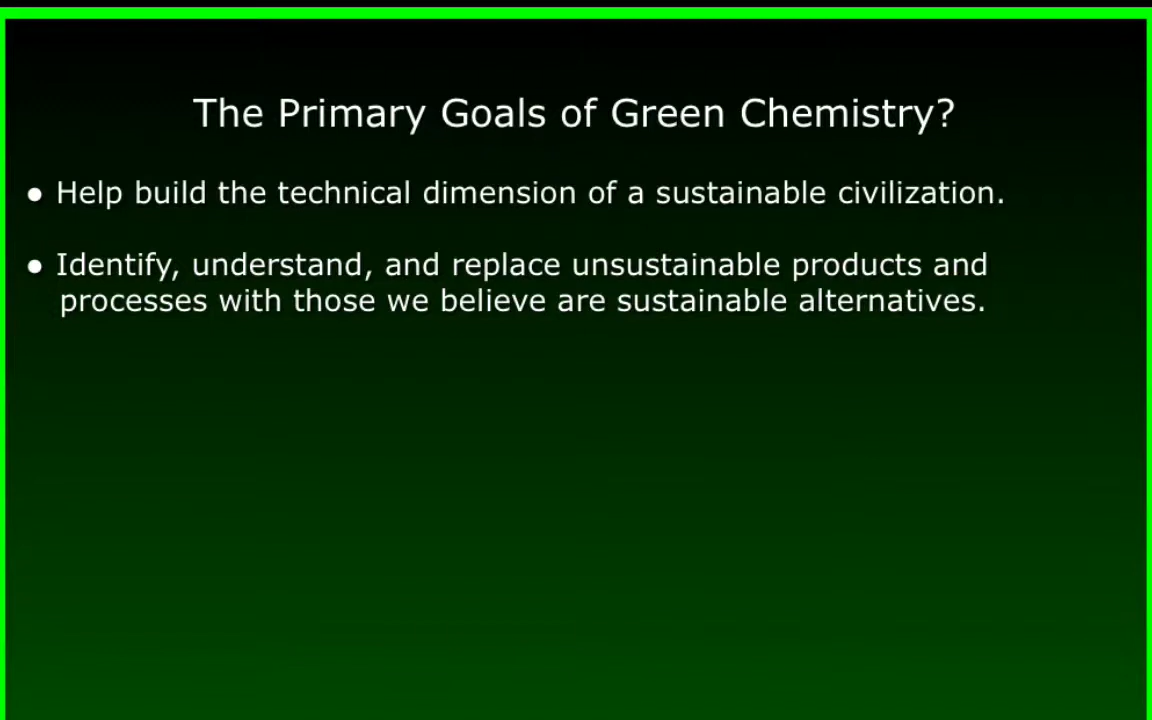 The Primary Goals of Green Chemistry?
● Help build the technical dimension of a sustainable civilization.
● Identify, understand, and replace unsustainable products and
processes with those we believe are sustainable alternatives.